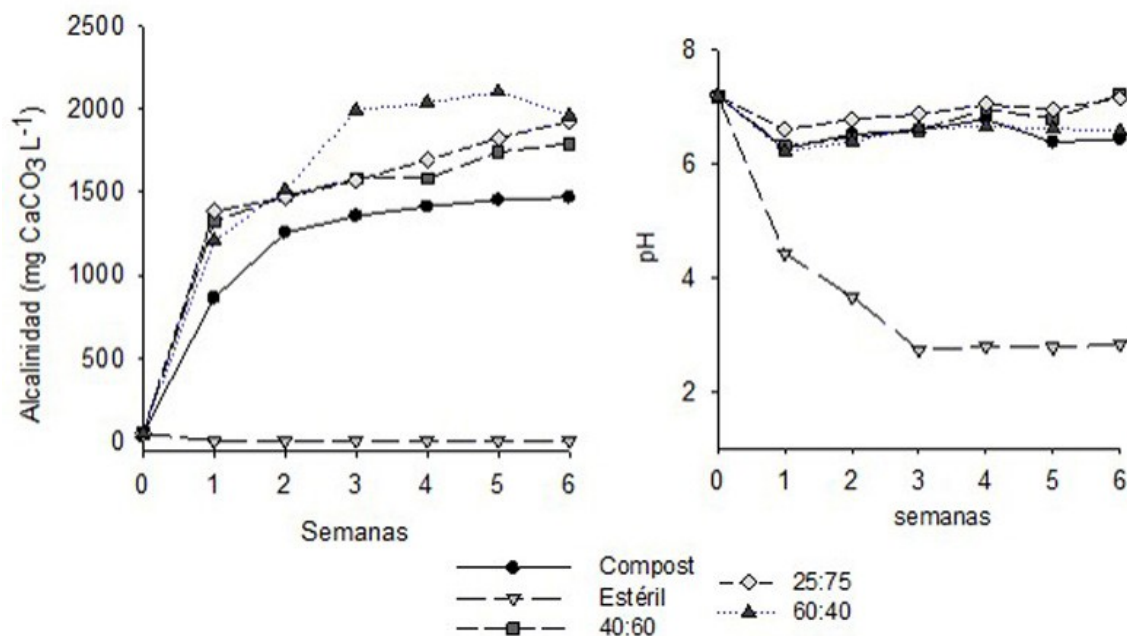 2500
2000
1500
1000
500
0
Alcalinidad (mg CaCO3 L-1)
0 1 2 3 4 5 6
Semanas
8
6
4
2
pH
0 1 2 3 4 5 6
semanas
Compost
Estéril
40:60
25:75
60:40